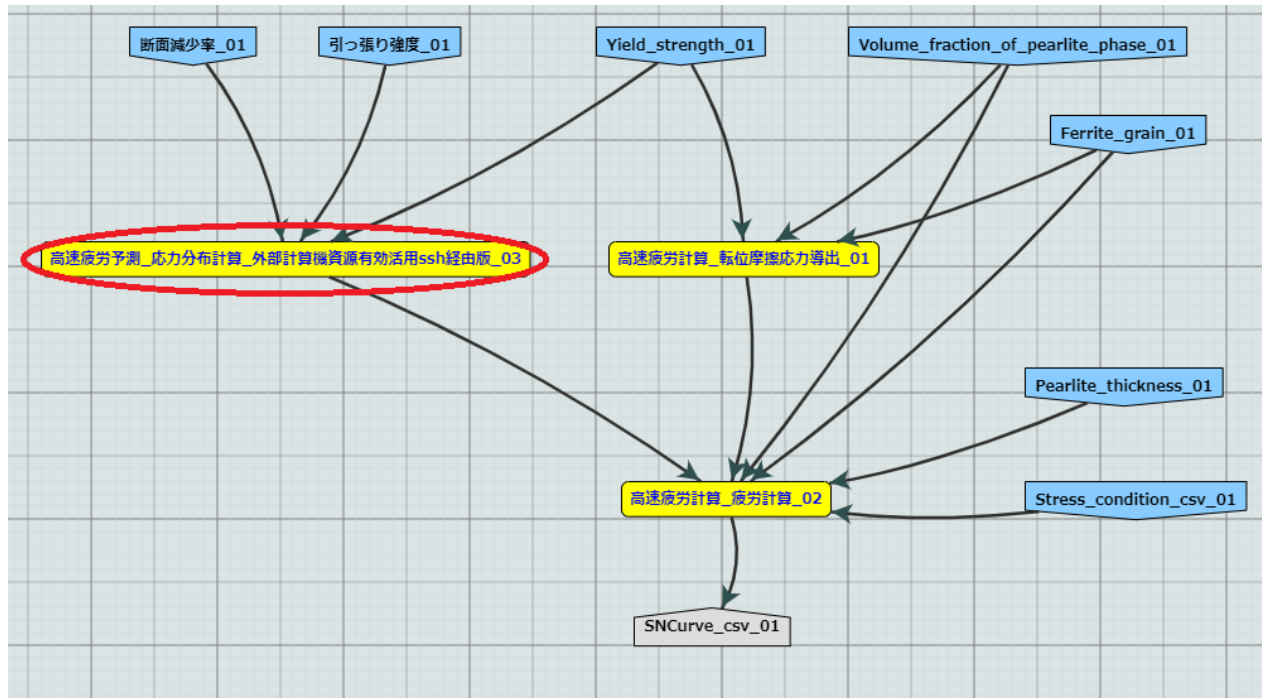 断面減少率_01
引っ張り強度_01
Yield_strength_01
Volume_fraction_of_pearlite_phase_01
Ferrite_grain_01
高速疲労予測_応力分布計算_外部計算機資源有効活用ssh経由版_03
高速疲労計算_転位摩擦応力導出_01
Pearlite_thickness_01
高速疲労計算_疲労計算_02
Stress_condition_csv_01
SNCurve_csv_01